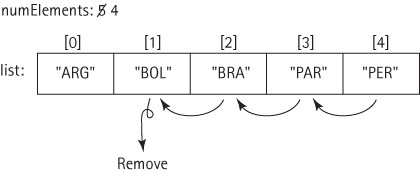 numElements: 5 4
[0] [1] [2] [3] [4]
list: "ARG" "BOL" "BRA" "PAR" "PER"
Remove